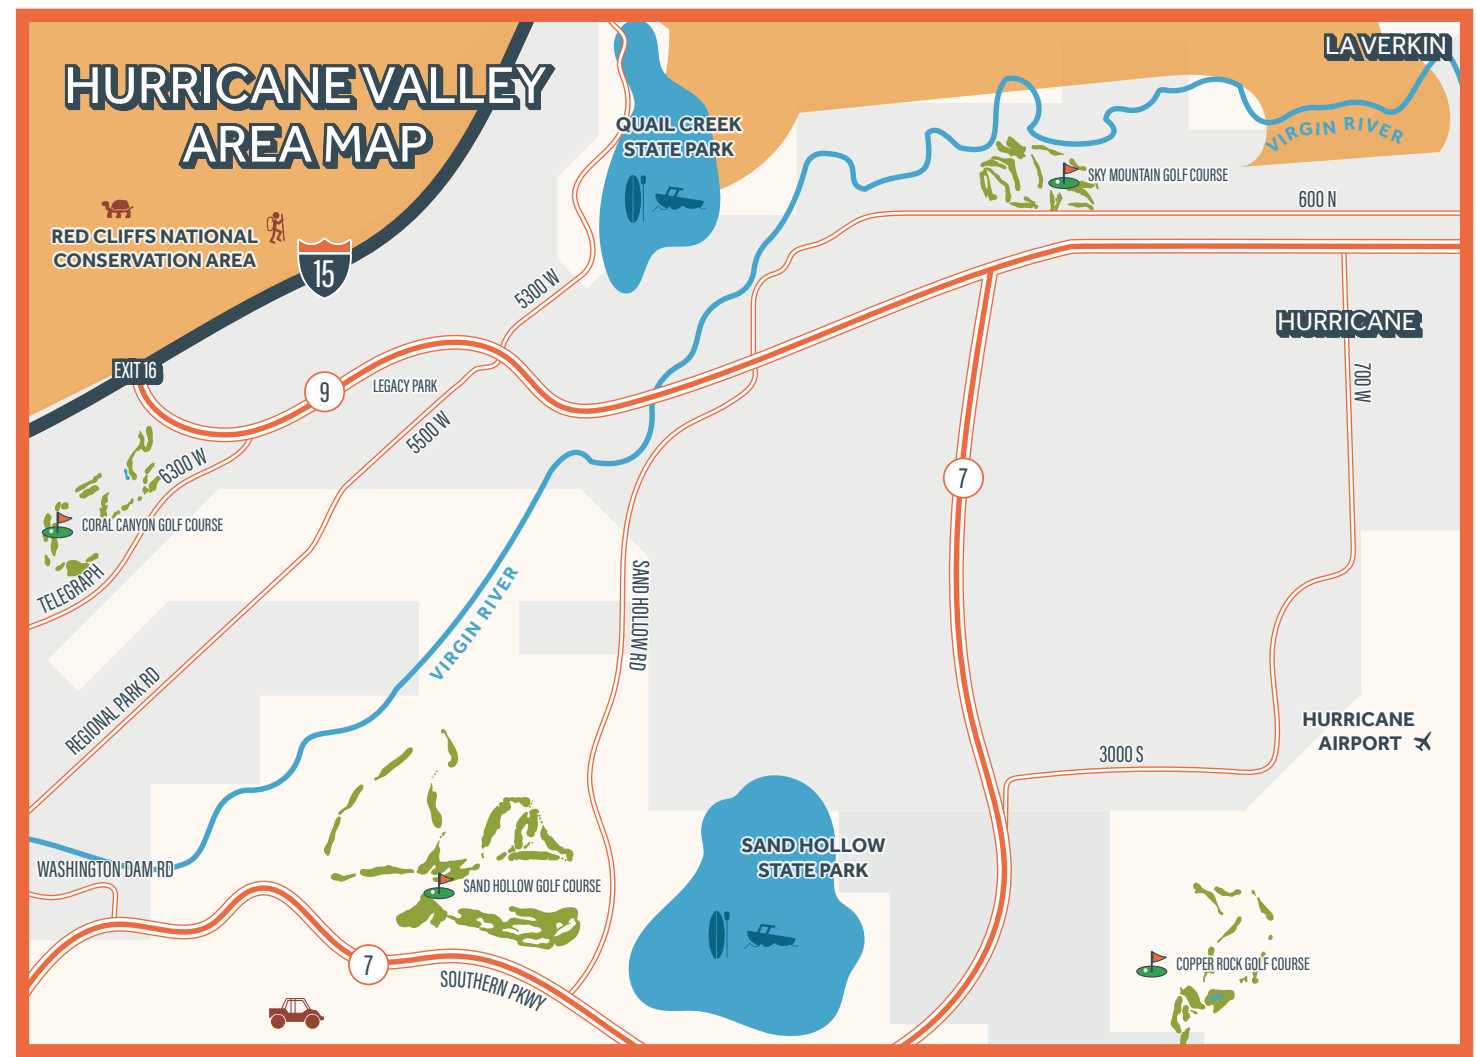 HURRICANE VALLEY
AREA MAP
LA VERKIN
QUAIL CREEK
STATE PARK
VIRGIN RIVER
SKY MOUNTAIN GOLF COURSE
600 N
RED CLIFFS NATIONAL
CONSERVATION AREA
15
5300 W
HURRICANE
EXIT 16
9
LEGACY PARK
700 W
5500 W
6300 W
7
CORAL CANYON GOLF COURSE
TELEGRAPH
VIRGIN RIVER
SAND HOLLOW RD
REGIONAL PARK RD
HURRICANE
AIRPORT
3000 S
SAND HOLLOW
STATE PARK
WASHINGTON DAM RD
SAND HOLLOW GOLF COURSE
7
SOUTHERN PKWY
COPPER ROCK GOLF COURSE